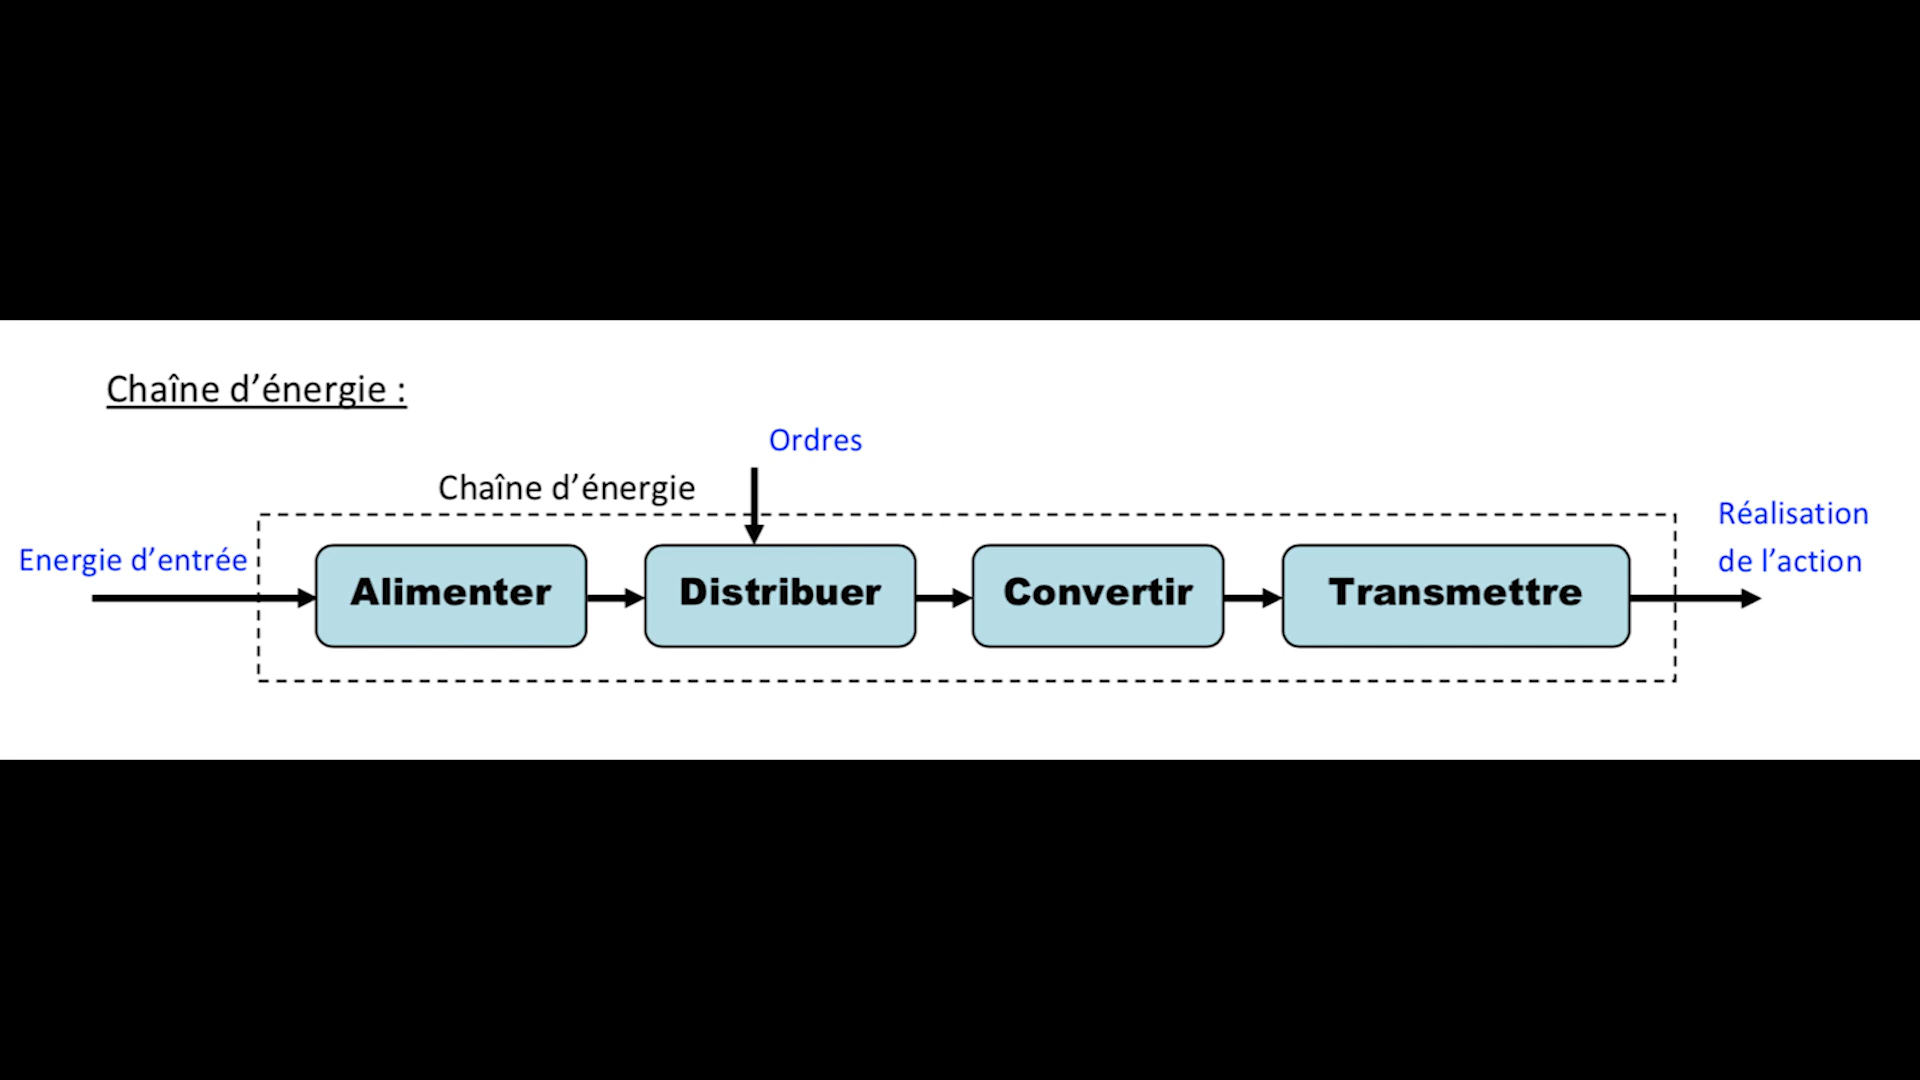 Chaîne d’énergie :
Ordres
Chaîne d’énergie
Energie d’entrée
Alimenter
Distribuer
Convertir
Transmettre
Réalisation
de l’action